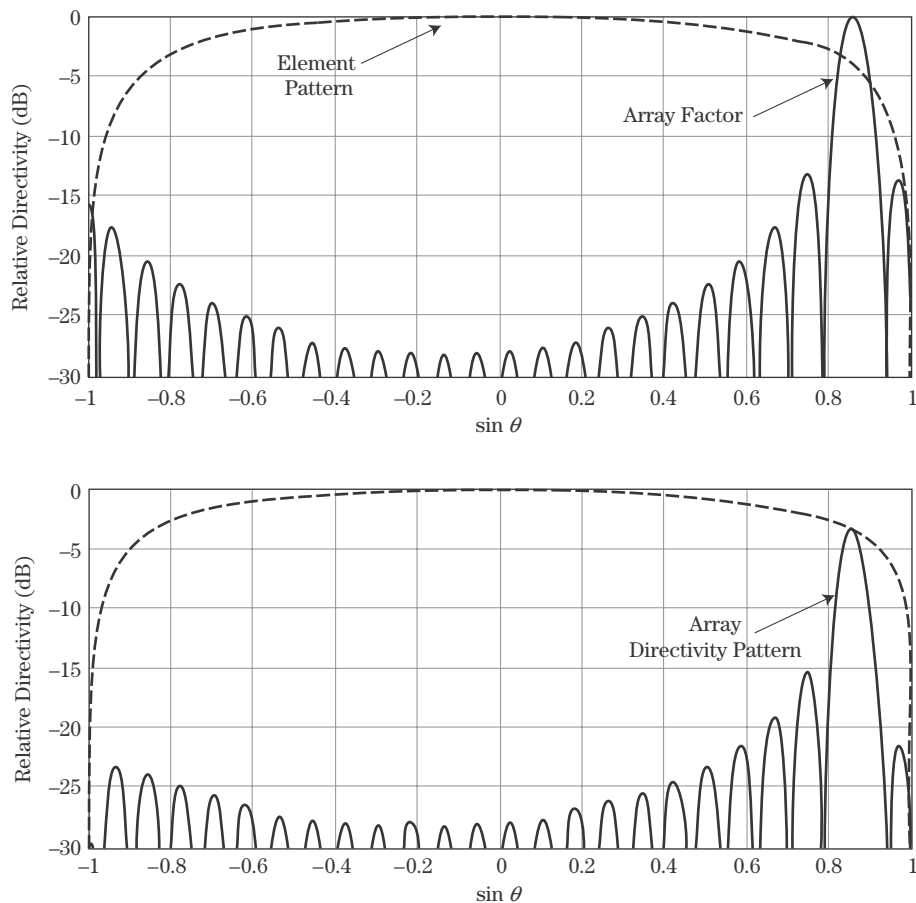 0
−5
−10
−15
−20
−25
−30
Relative Directivity (dB)
Element
Pattern
Array Factor
−1 −0.8 −0.6 −0.4 −0.2 0 0.2 0.4 0.6 0.8 1
sin θ
0
−5
−10
−15
−20
−25
−30
Relative Directivity (dB)
Array
Directivity Pattern
−1 −0.8 −0.6 −0.4 −0.2 0 0.2 0.4 0.6 0.8 1
sin θ